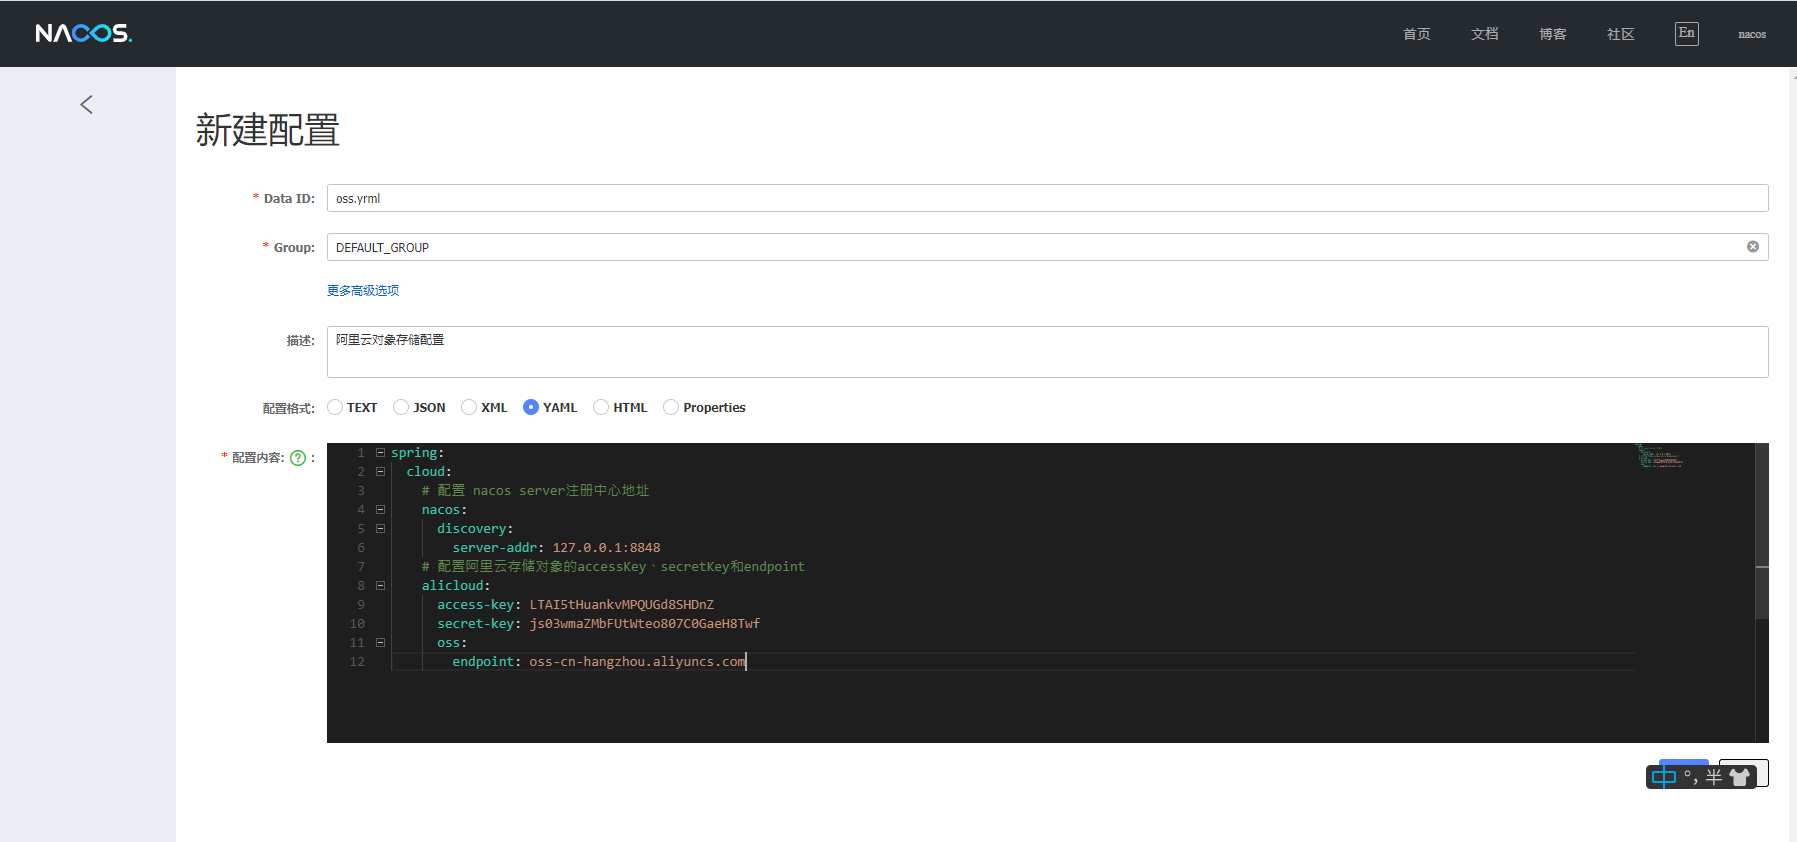 NACOS.
首页 文档 博客 社区 En nacos
新建配置
* Data ID: oss.yrml
* Group: DEFAULT_GROUP
更多高级选项
描述: 阿里云对象存储配置
配置格式: TEXT JSON XML YAML HTML Properties
* 配置内容: ? :
1 spring:
2 cloud:
3 # 配置 nacos server注册中心地址
4 nacos:
5 discovery:
6 server-addr: 127.0.0.1:8848
7 # 配置阿里云存储对象的accessKey、secretKey和endpoint
8 alicloud:
9 access-key: LTAI5tHuankvMPQUGd8SHDnZ
10 secret-key: js03wmaZMbFUtWteo807C0GaeH8Twf
11 oss:
12 endpoint: oss-cn-hangzhou.aliyuncs.com
中 °, 半